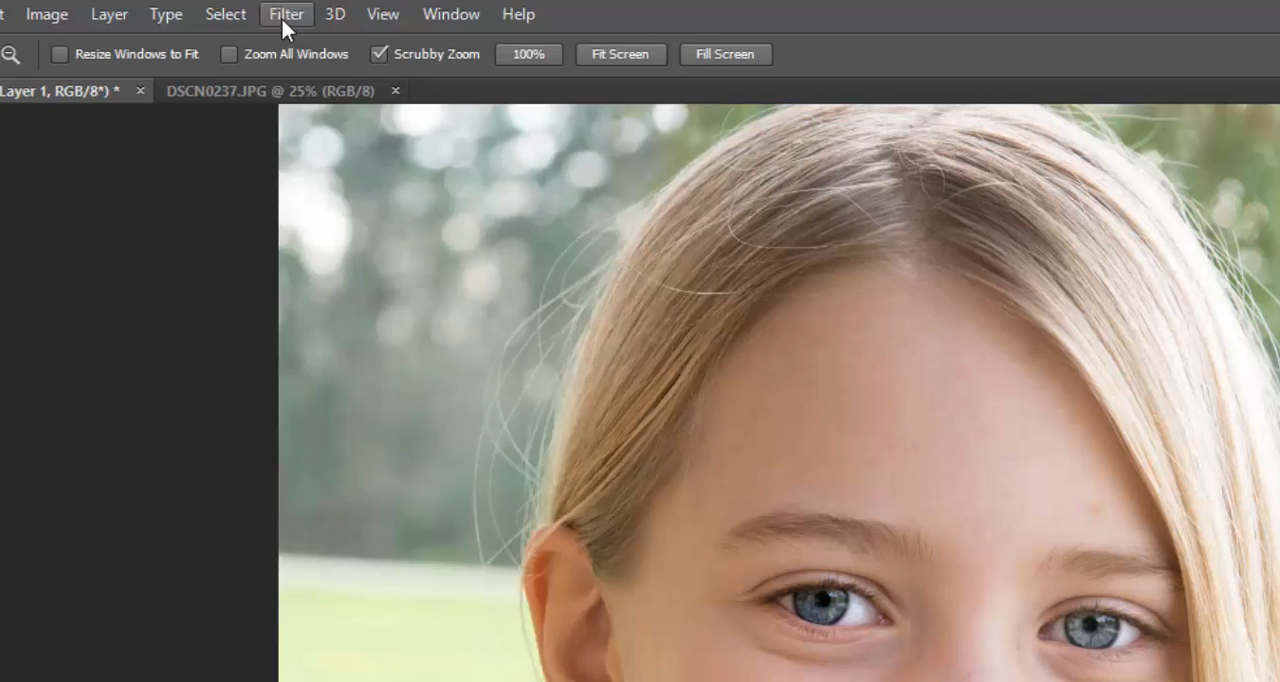 t Image Layer Type Select Filter 3D View Window Help
Resize Windows to Fit Zoom All Windows Scrubby Zoom 100% Fit Screen Fill Screen
Layer 1, RGB/8*) * × DSCN0237.JPG @ 25% (RGB/8) ×